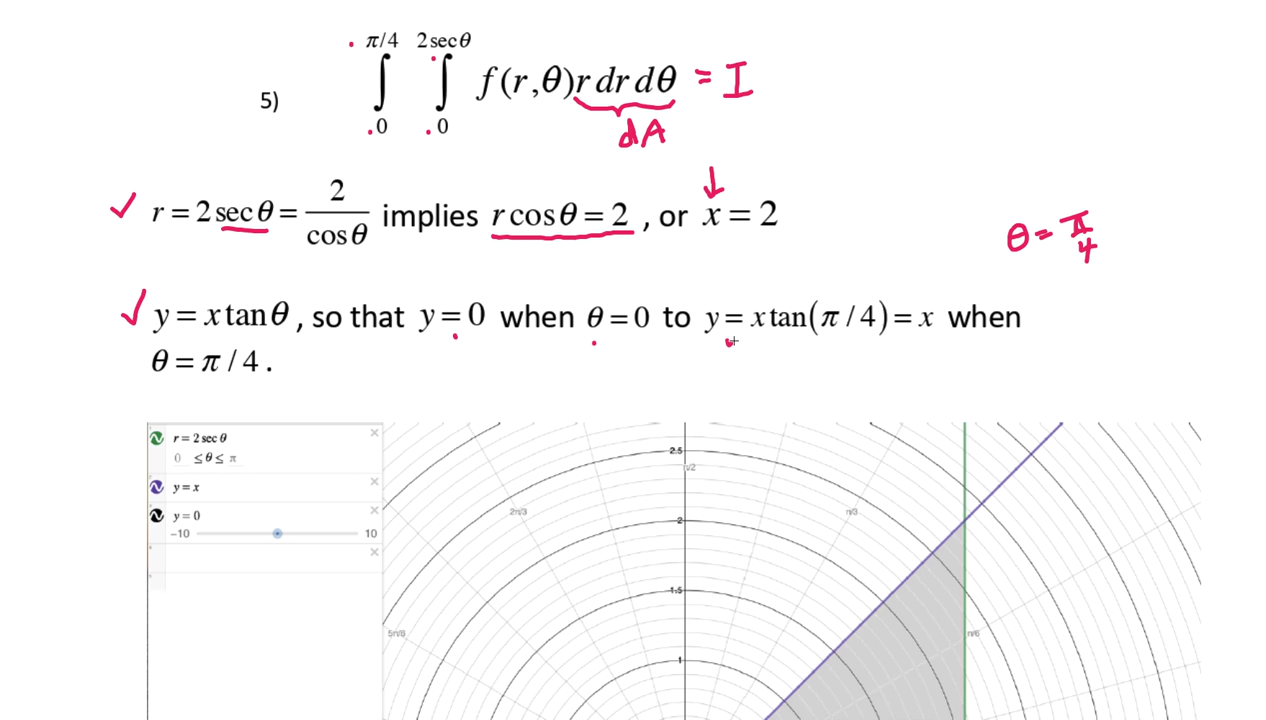 π/4 2secθ
5) ∫ ∫ f(r,θ)r dr dθ = I
0 0
dA
r = 2secθ = 2/cosθ implies r cosθ = 2 , or x = 2
θ = π/4
y = x tanθ , so that y = 0 when θ = 0 to y = x tan(π / 4) = x when
θ = π / 4 .
r = 2 sec θ
0 ≤ θ ≤ π
y = x
y = 0
-10 10
2.5
π/2
2π/3 π/3
2
1.5
5π/6 π/6
1